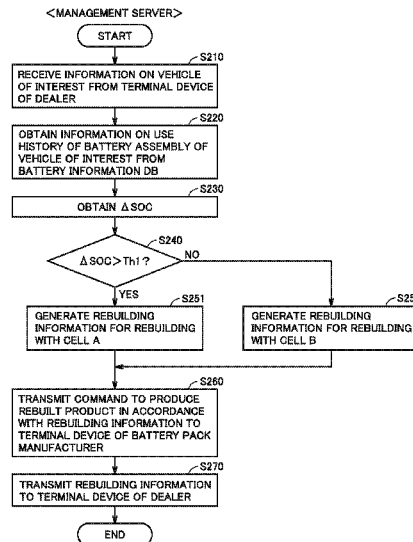 <MANAGEMENT SERVER>
START
S210
RECEIVE INFORMATION ON VEHICLE
OF INTEREST FROM TERMINAL DEVICE
OF DEALER
S220
OBTAIN INFORMATION ON USE
HISTORY OF BATTERY ASSEMBLY OF
VEHICLE OF INTEREST FROM
BATTERY INFORMATION DB
S230
OBTAIN ΔSOC
S240
ΔSOC>Th1?
NO
YES
S251
GENERATE REBUILDING
INFORMATION FOR REBUILDING
WITH CELL A
GENERATE REBUILDING
INFORMATION FOR REBUILDING
WITH CELL B
S260
TRANSMIT COMMAND TO PRODUCE
REBUILT PRODUCT IN ACCORDANCE
WITH REBUILDING INFORMATION TO
TERMINAL DEVICE OF BATTERY PACK
MANUFACTURER
S270
TRANSMIT REBUILDING INFORMATION
TO TERMINAL DEVICE OF DEALER
END